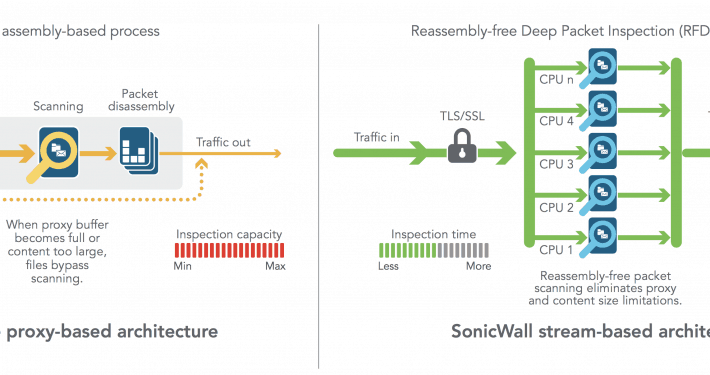 assembly-based process
Packet
disassembly
Scanning
Traffic out
When proxy buffer
becomes full or
content too large,
files bypass
scanning.
Inspection capacity
Min Max
proxy-based architecture
Reassembly-free Deep Packet Inspection (RFD
Traffic in
TLS/SSL
CPU n
CPU 4
CPU 3
CPU 2
CPU 1
Inspection time
Less More
Reassembly-free packet
scanning eliminates proxy
and content size limitations.
SonicWall stream-based archite